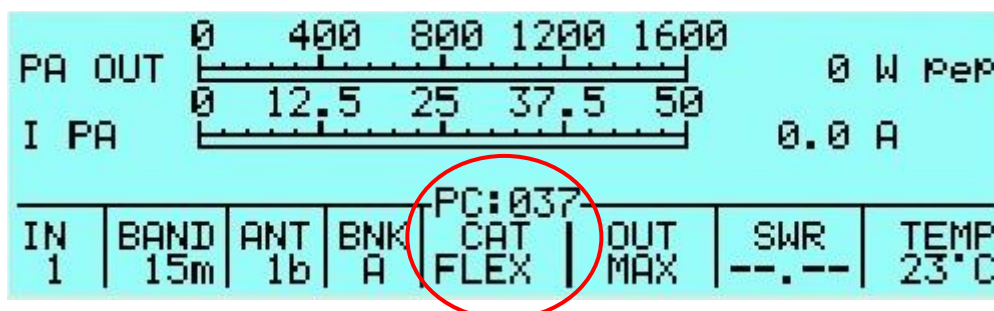 0 400 800 1200 1600
PA OUT 0 W pep
0 12.5 25 37.5 50
I PA 0.0 A
PC:037
IN BAND ANT BNK CAT OUT SWR TEMP
1 15m 1b A FLEX MAX --.-- 23°C